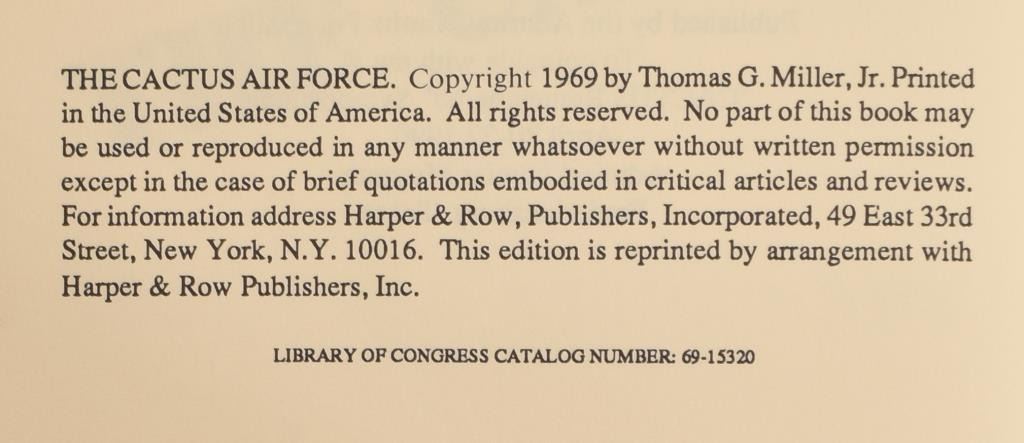 THE CACTUS AIR FORCE. Copyright 1969 by Thomas G. Miller, Jr. Printed
in the United States of America. All rights reserved. No part of this book may
be used or reproduced in any manner whatsoever without written permission
except in the case of brief quotations embodied in critical articles and reviews.
For information address Harper & Row, Publishers, Incorporated, 49 East 33rd
Street, New York, N.Y. 10016. This edition is reprinted by arrangement with
Harper & Row Publishers, Inc.
LIBRARY OF CONGRESS CATALOG NUMBER: 69-15320